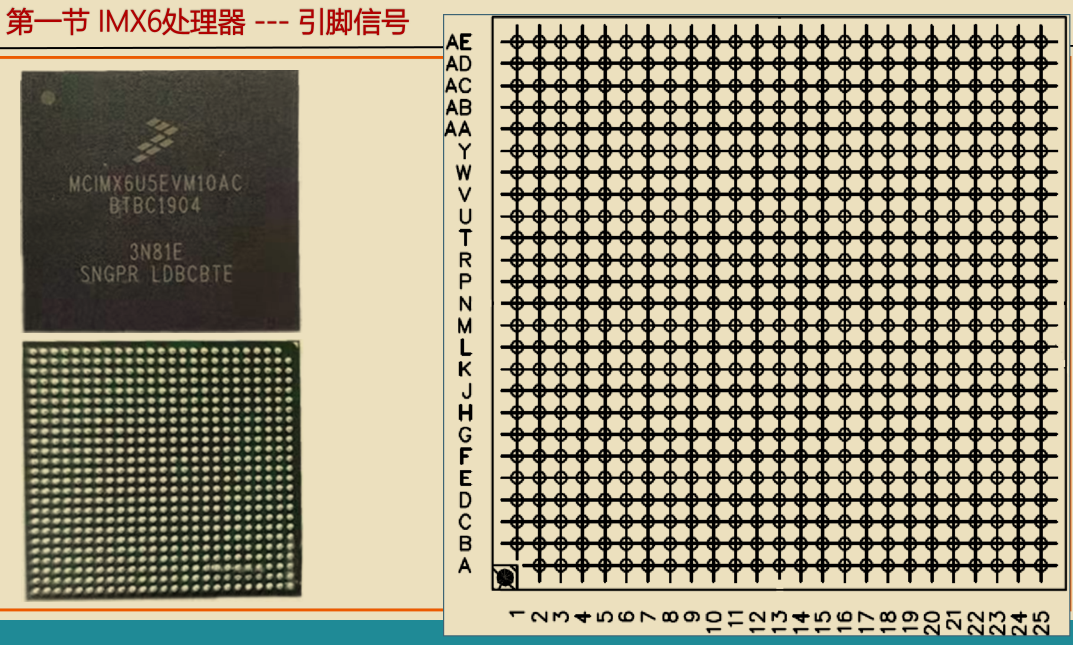 第一节 IMX6处理器 --- 引脚信号
MCIMX6U5EVM10AC
BTBC1904
3N81E
SNGPR LDBCBTE
AE
AD
AC
AB
AA
Y
W
V
U
T
R
P
N
M
L
K
J
H
G
F
E
D
C
B
A
1 2 3 4 5 6 7 8 9 10 11 12 13 14 15 16 17 18 19 20 21 22 23 24 25